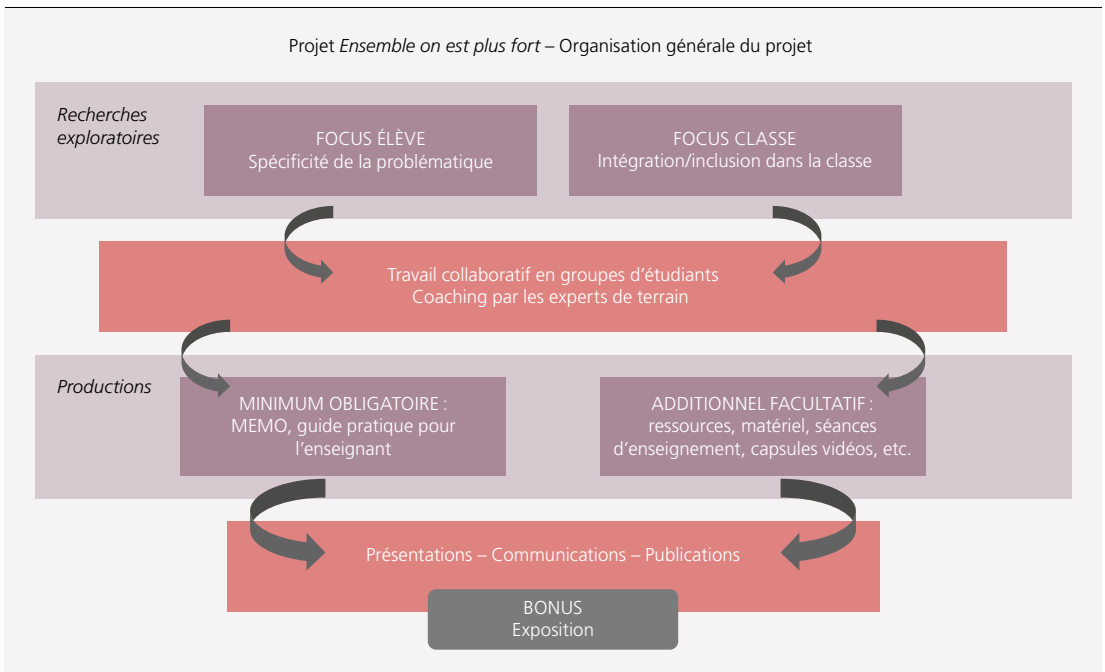 Projet Ensemble on est plus fort – Organisation générale du projet
Recherches
exploratoires
FOCUS ÉLÈVE
Spécificité de la problématique
FOCUS CLASSE
Intégration/inclusion dans la classe
Travail collaboratif en groupes d’étudiants
Coaching par les experts de terrain
Productions
MINIMUM OBLIGATOIRE :
MEMO, guide pratique pour
l’enseignant
ADDITIONNEL FACULTATIF :
ressources, matériel, séances
d’enseignement, capsules vidéos, etc.
Présentations – Communications – Publications
BONUS
Exposition